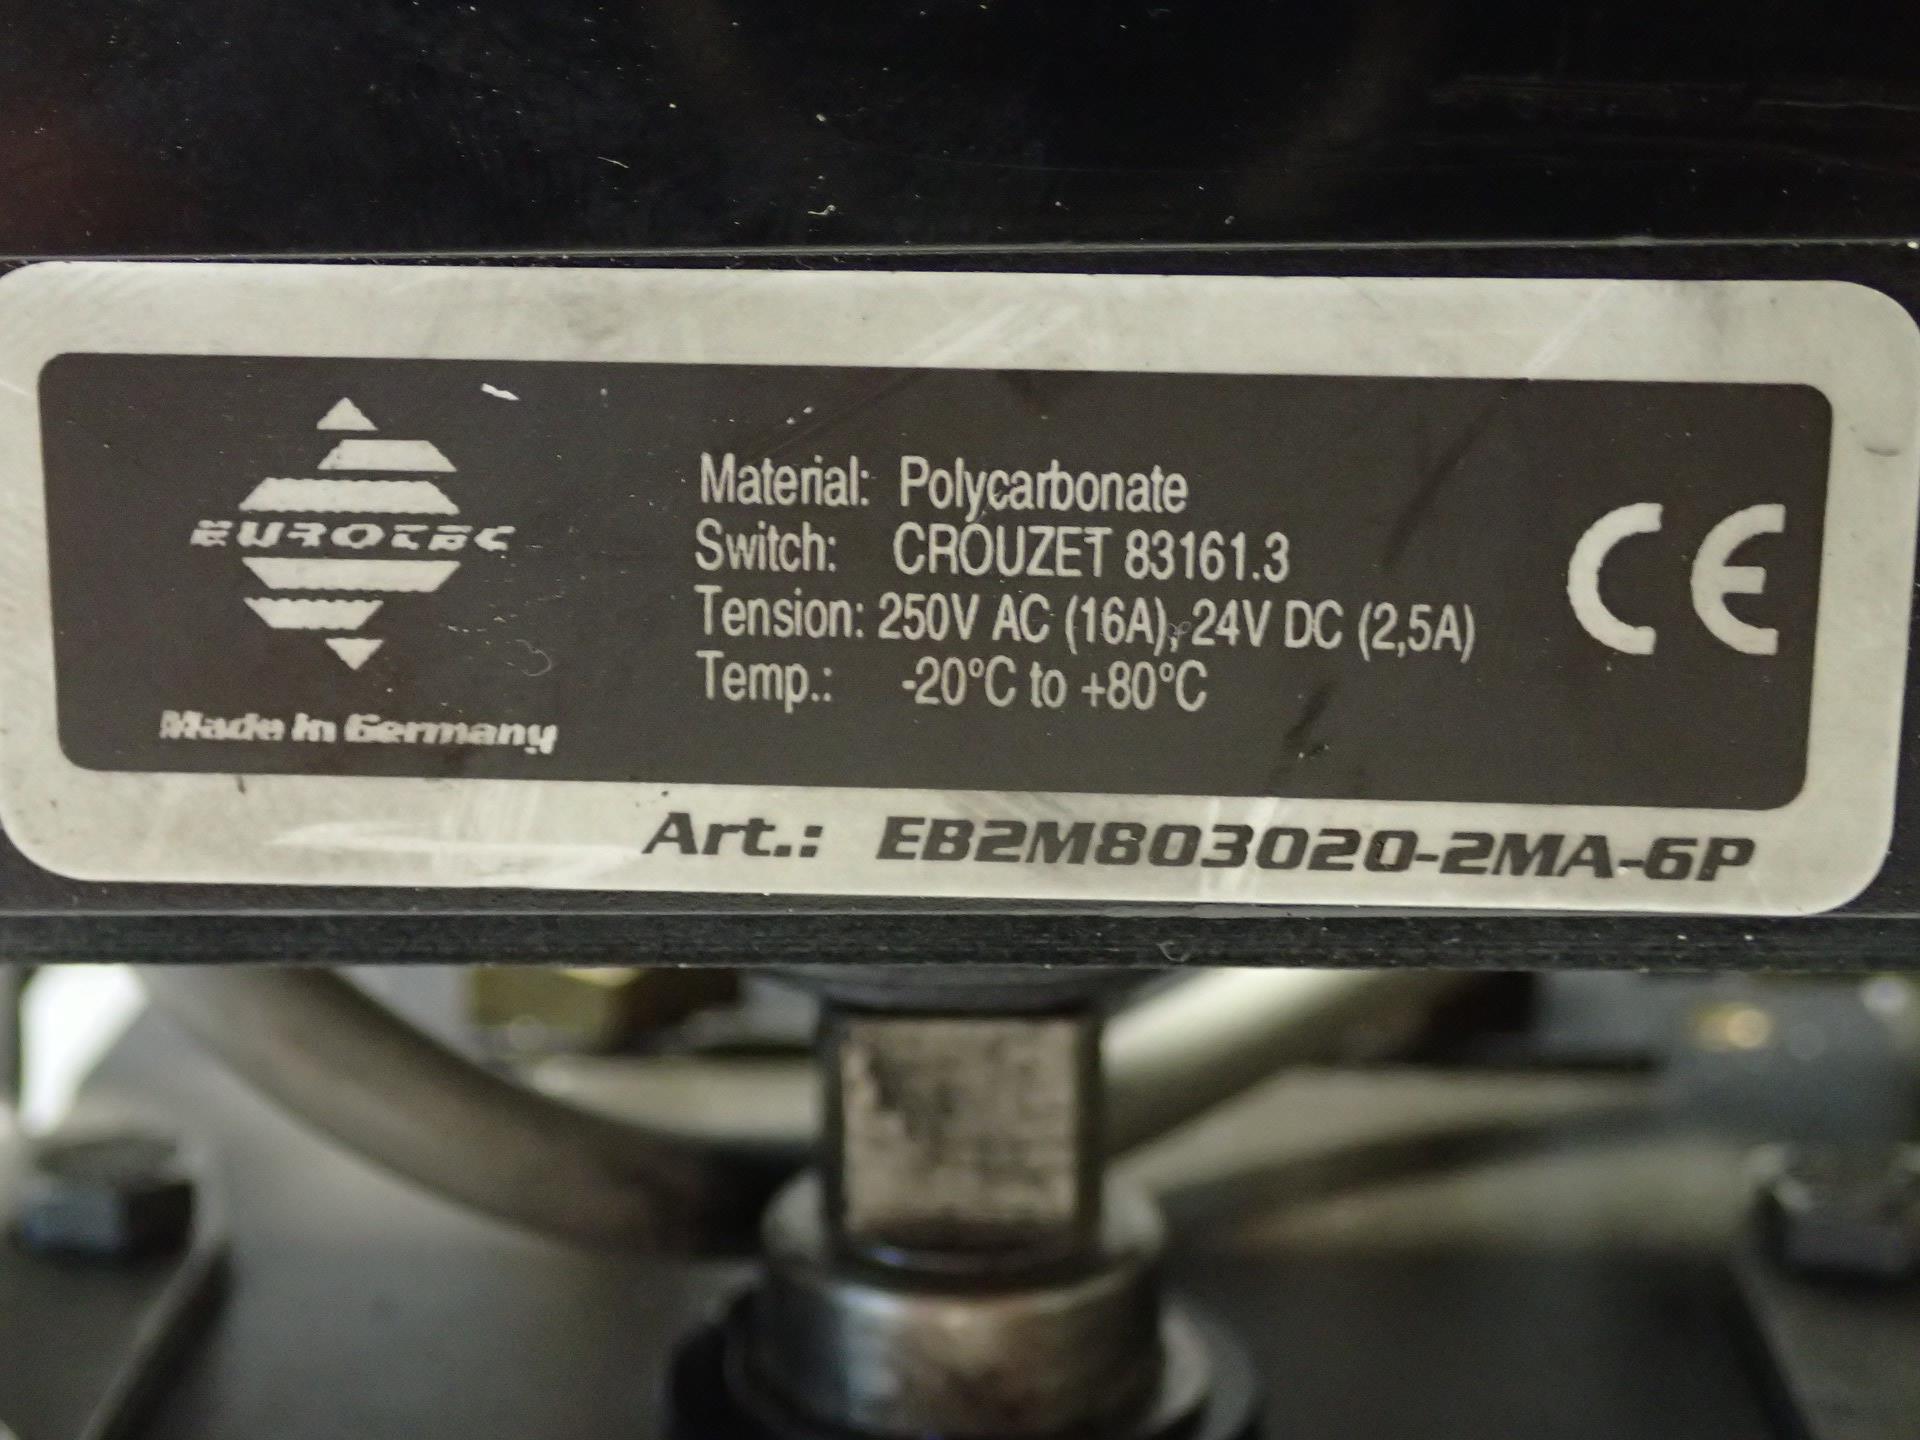 EUROTEC
Made in Germany
Material: Polycarbonate
Switch: CROUZET 83161.3
Tension: 250V AC (16A), 24V DC (2,5A)
Temp.: -20°C to +80°C
CE
Art.: EB2M803020-2MA-6P